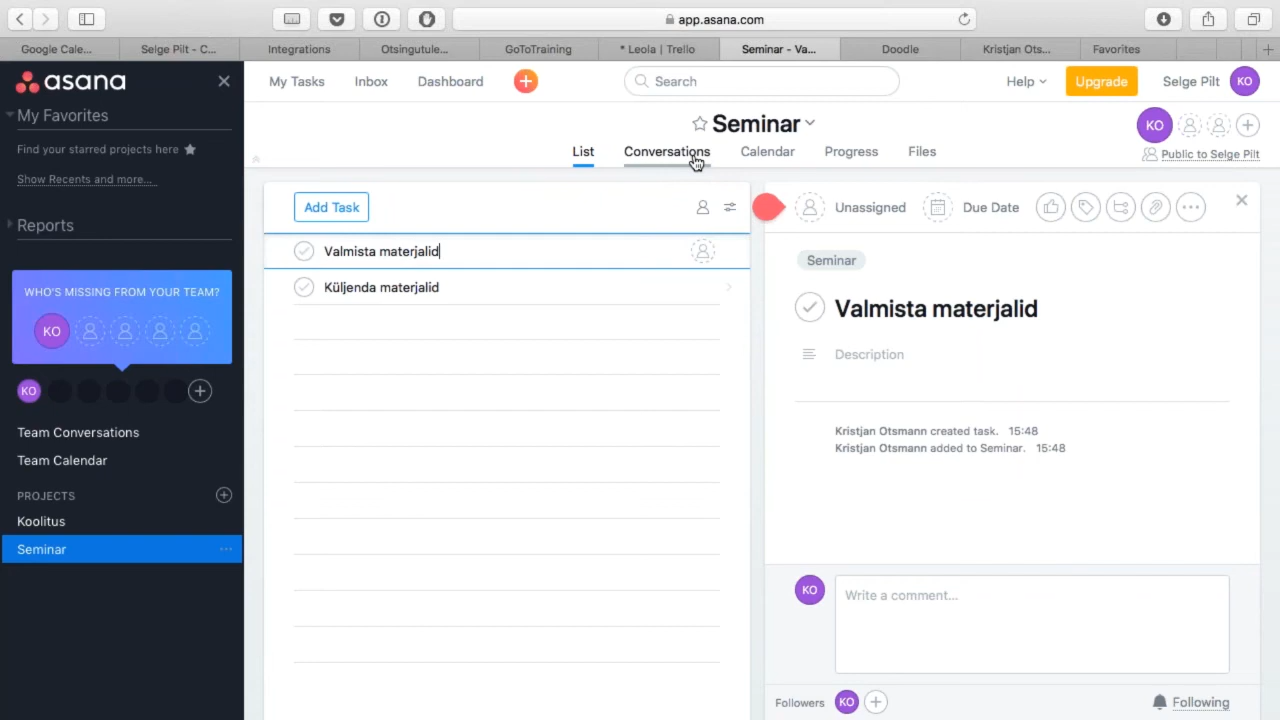 app.asana.com
Google Cale...
Selge Pilt - C...
Integrations
Otsingutule...
GoToTraining
* Leola | Trello
Seminar - Va...
Doodle
Kristjan Ots...
Favorites
asana
My Tasks
Inbox
Dashboard
Search
Help
Upgrade
Selge Pilt
KO
My Favorites
Find your starred projects here
Show Recents and more...
Reports
WHO'S MISSING FROM YOUR TEAM?
KO
KO
Team Conversations
Team Calendar
PROJECTS
Koolitus
Seminar
Seminar
List
Conversations
Calendar
Progress
Files
KO
Public to Selge Pilt
Add Task
Valmista materjalid
Küljenda materjalid
Unassigned
Due Date
Seminar
Valmista materjalid
Description
Kristjan Otsmann created task. 15:48
Kristjan Otsmann added to Seminar. 15:48
KO
Write a comment...
Followers
KO
Following